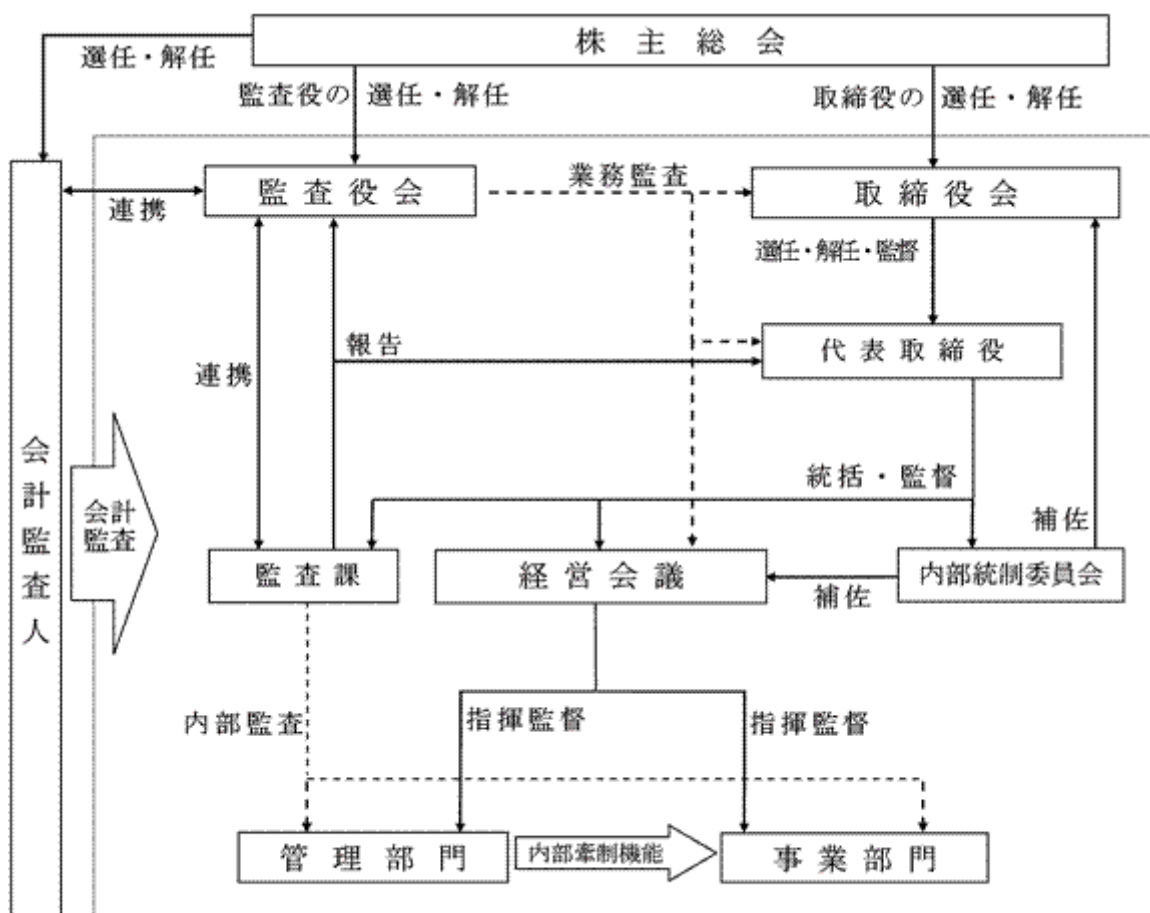 株主総会
選任・解任
監査役の 選任・解任
取締役の 選任・解任
監査役会
業務監査
取締役会
連携
選任・解任・監督
代表取締役
報告
連携
会計監査人
会計
監査
統括・監督
補佐
監査課
経営会議
内部統制委員会
補佐
内部監査
指揮監督
指揮監督
管理部門
内部牽制機能
事業部門